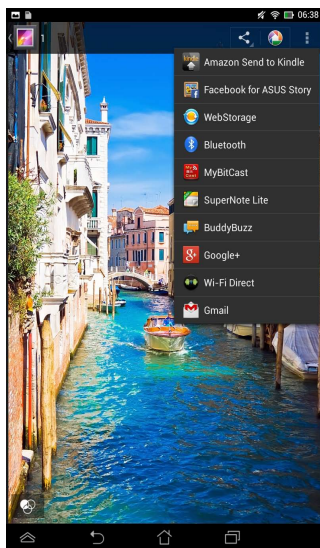 06:38
1
Amazon Send to Kindle
Facebook for ASUS Story
WebStorage
Bluetooth
MyBitCast
SuperNote Lite
BuddyBuzz
Google+
Wi-Fi Direct
Gmail